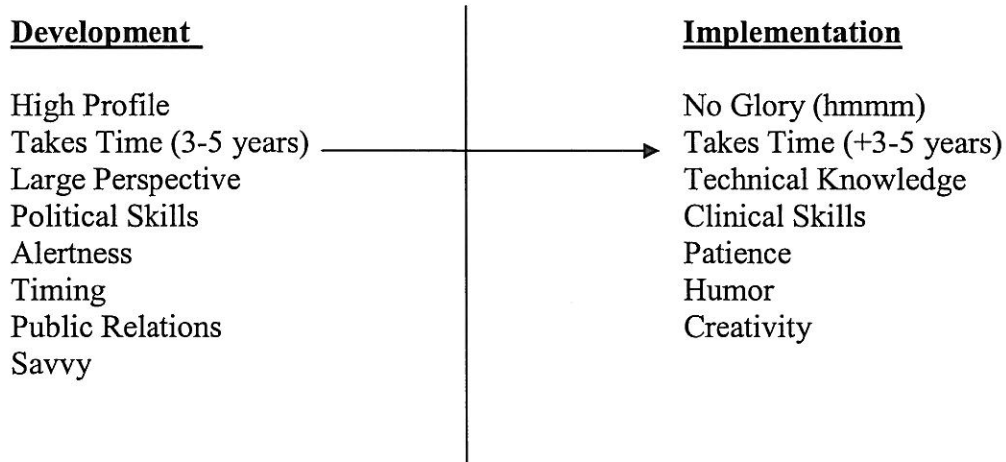 Development
High Profile
Takes Time (3-5 years)
Large Perspective
Political Skills
Alertness
Timing
Public Relations
Savvy
Implementation
No Glory (hmmm)
Takes Time (+3-5 years)
Technical Knowledge
Clinical Skills
Patience
Humor
Creativity